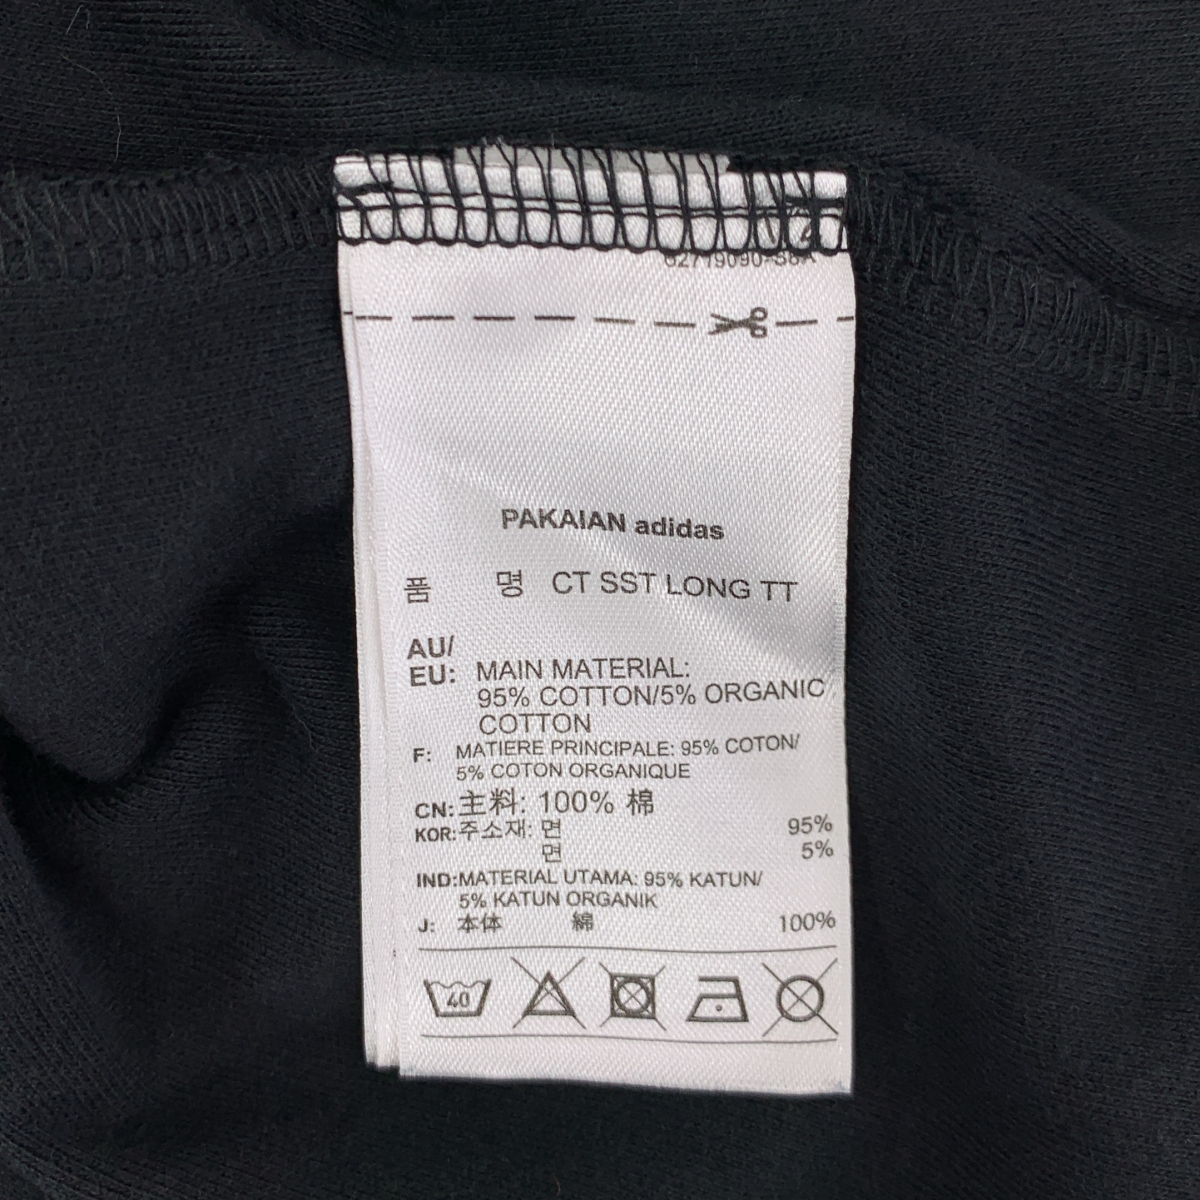 PAKAIAN adidas
품 명 CT SST LONG TT
AU/
EU: MAIN MATERIAL:
95% COTTON/5% ORGANIC
COTTON
F: MATIERE PRINCIPALE: 95% COTON/
5% COTON ORGANIQUE
CN: 主料: 100% 棉
KOR: 주소재: 면 95%
면 5%
IND: MATERIAL UTAMA: 95% KATUN/
5% KATUN ORGANIK
J: 本体 綿 100%
40